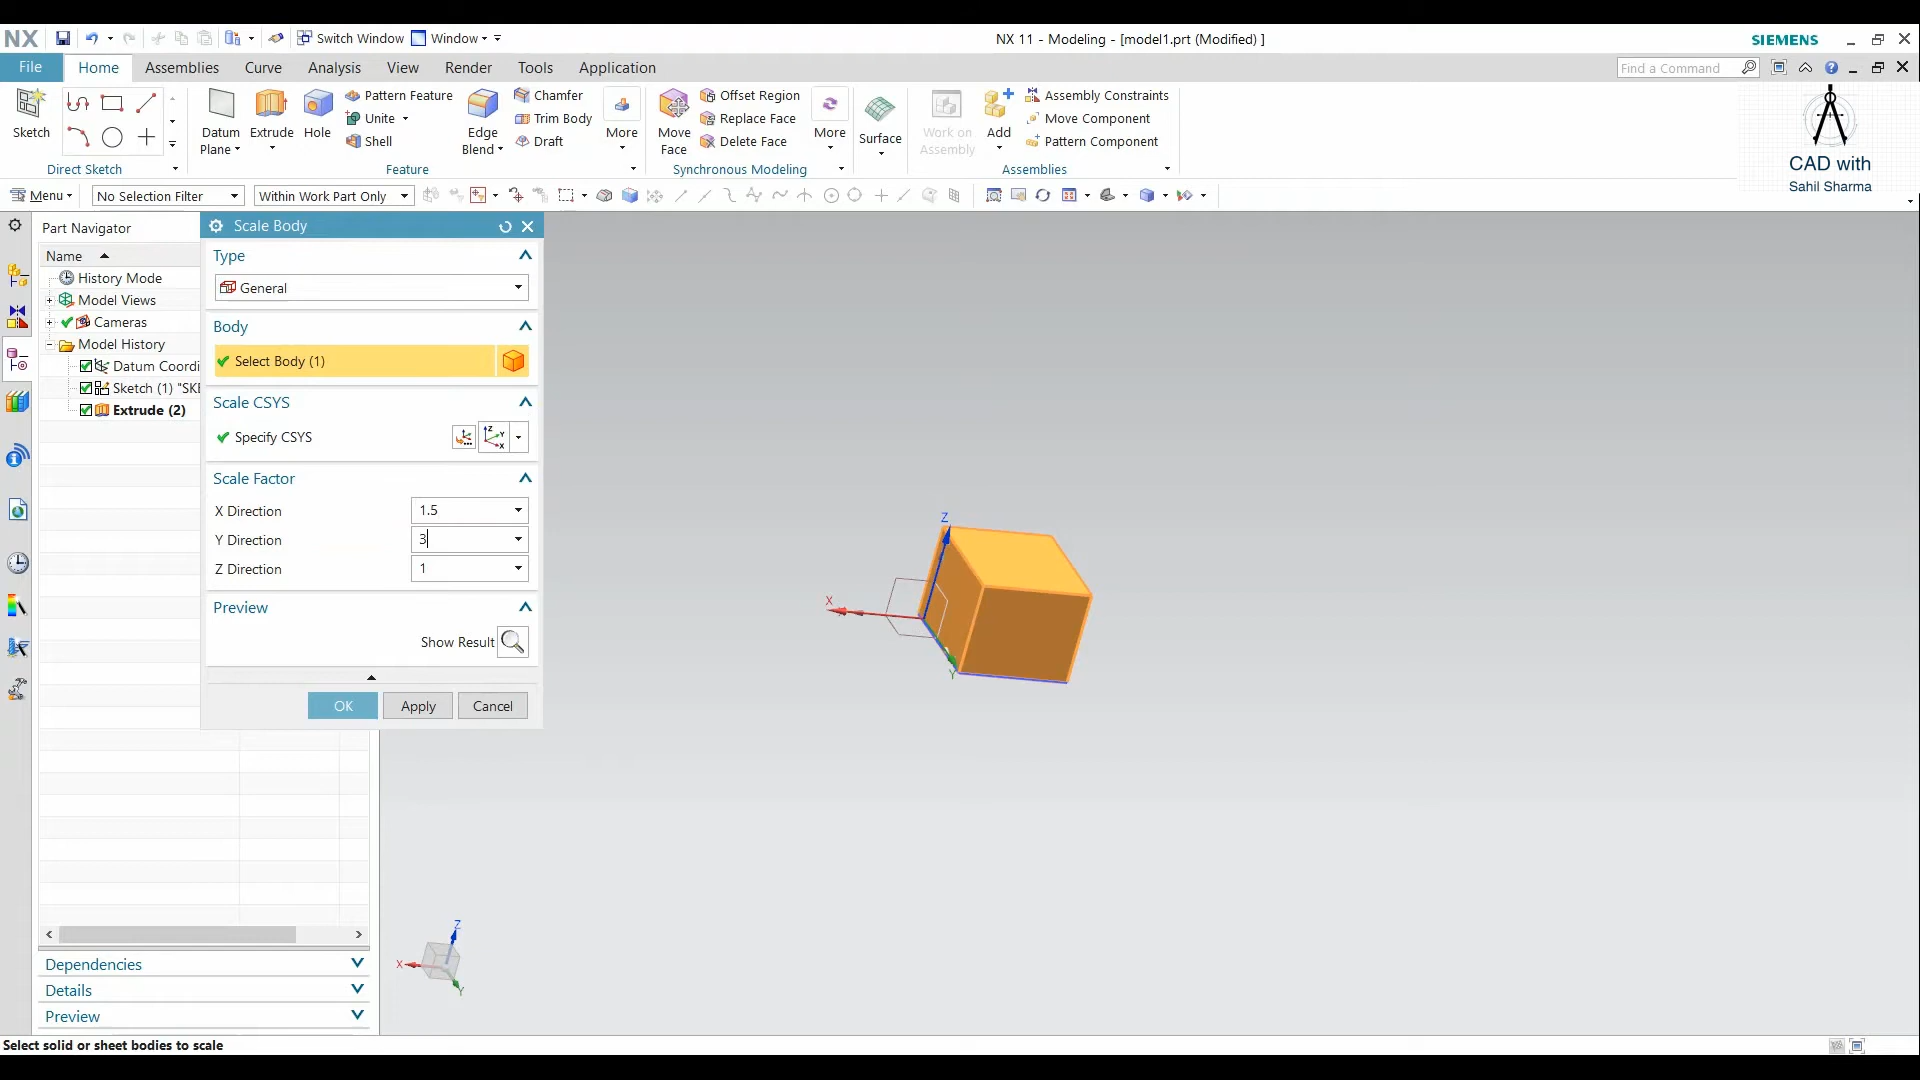 NX
Switch Window Window
NX 11 - Modeling - [model1.prt (Modified) ]
SIEMENS
File Home Assemblies Curve Analysis View Render Tools Application
Find a Command
Sketch
Direct Sketch
Datum Plane
Extrude
Hole
Pattern Feature
Unite
Shell
Edge Blend
Chamfer
Trim Body
Draft
More
Feature
Move Face
Offset Region
Replace Face
Delete Face
More
Synchronous Modeling
Surface
Work on Assembly
Add
Assembly Constraints
Move Component
Pattern Component
Assemblies
CAD with
Sahil Sharma
Menu No Selection Filter Within Work Part Only
Part Navigator
Name
History Mode
Model Views
Cameras
Model History
Datum Coordi
Sketch (1) "SKE
Extrude (2)
Scale Body
Type
General
Body
Select Body (1)
Scale CSYS
Specify CSYS
Scale Factor
X Direction 1.5
Y Direction 3
Z Direction 1
Preview
Show Result
OK Apply Cancel
Z
X
Y
Z
X
Y
Dependencies
Details
Preview
Select solid or sheet bodies to scale